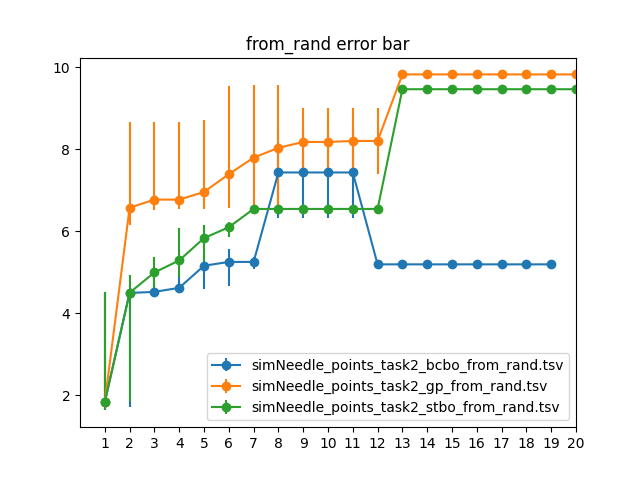 from_rand error bar
10
8
6
4
2
simNeedle_points_task2_bcbo_from_rand.tsv
simNeedle_points_task2_gp_from_rand.tsv
simNeedle_points_task2_stbo_from_rand.tsv
1 2 3 4 5 6 7 8 9 10 11 12 13 14 15 16 17 18 19 20